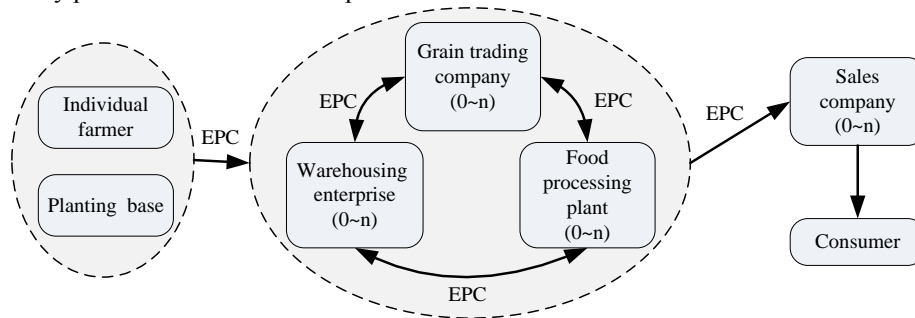 Individual
farmer
Planting base
EPC
Grain trading
company
(0~n)
EPC
EPC
Warehousing
enterprise
(0~n)
Food
processing
plant
(0~n)
EPC
EPC
Sales
company
(0~n)
Consumer